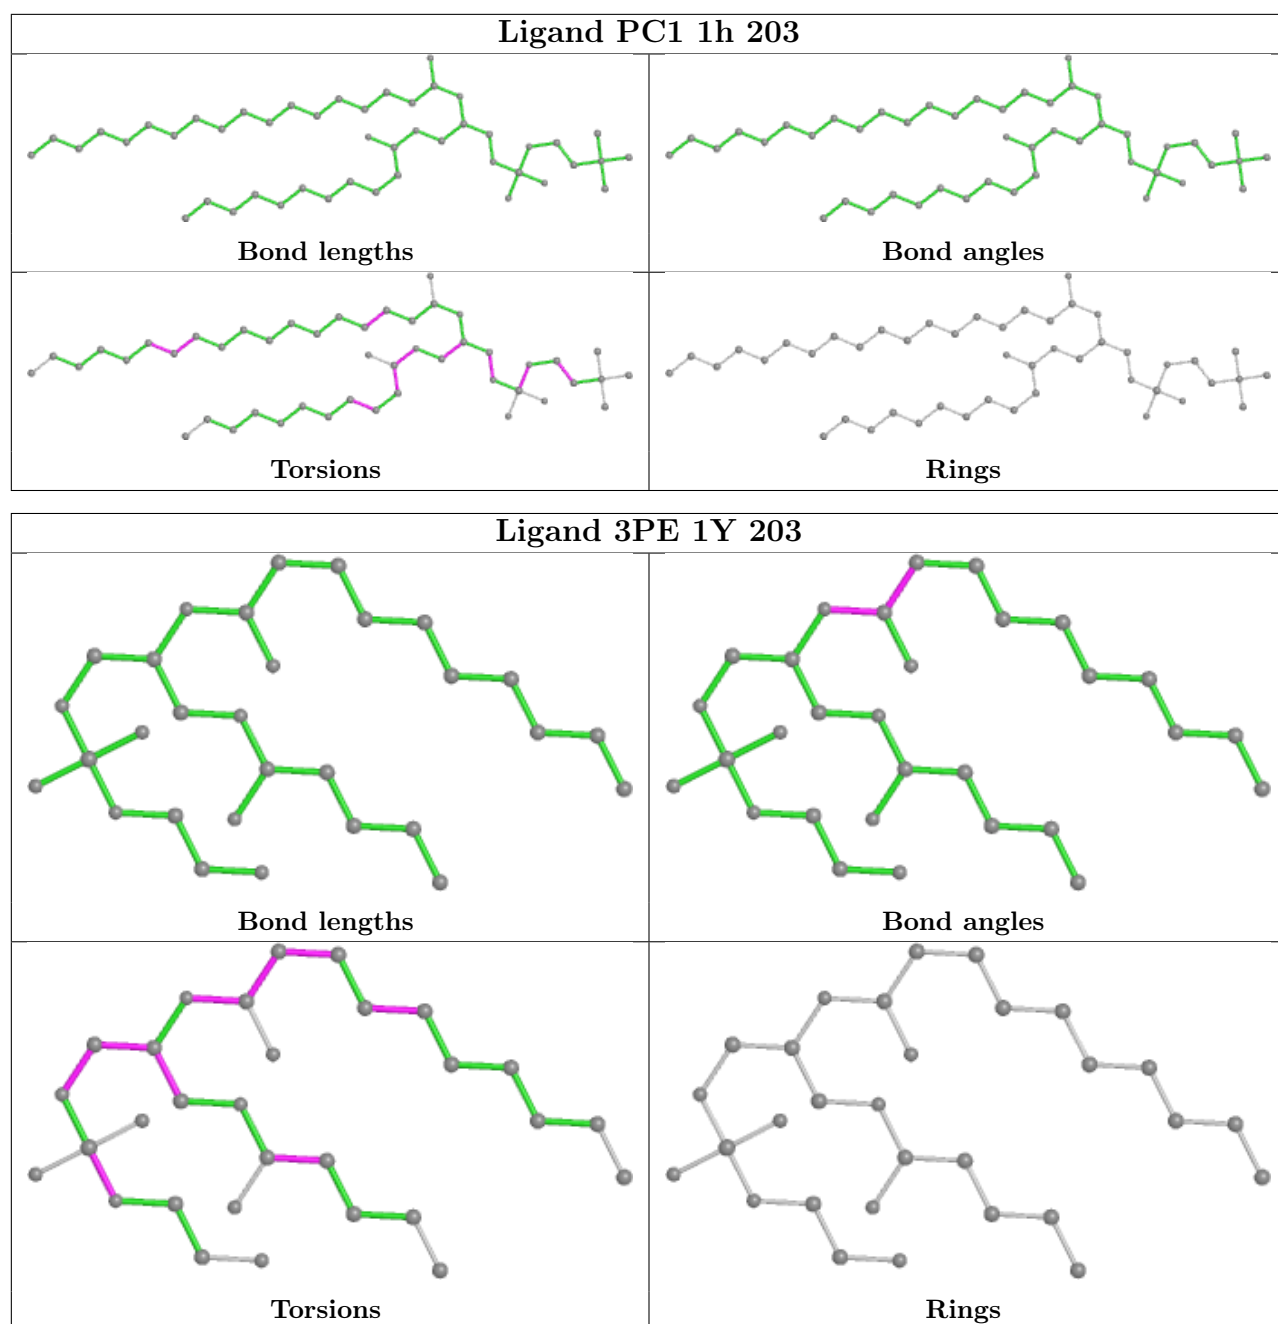 Ligand PC1 1h 203
Bond lengths
Bond angles
Torsions
Rings
Ligand 3PE 1Y 203
Bond lengths
Bond angles
Torsions
Rings